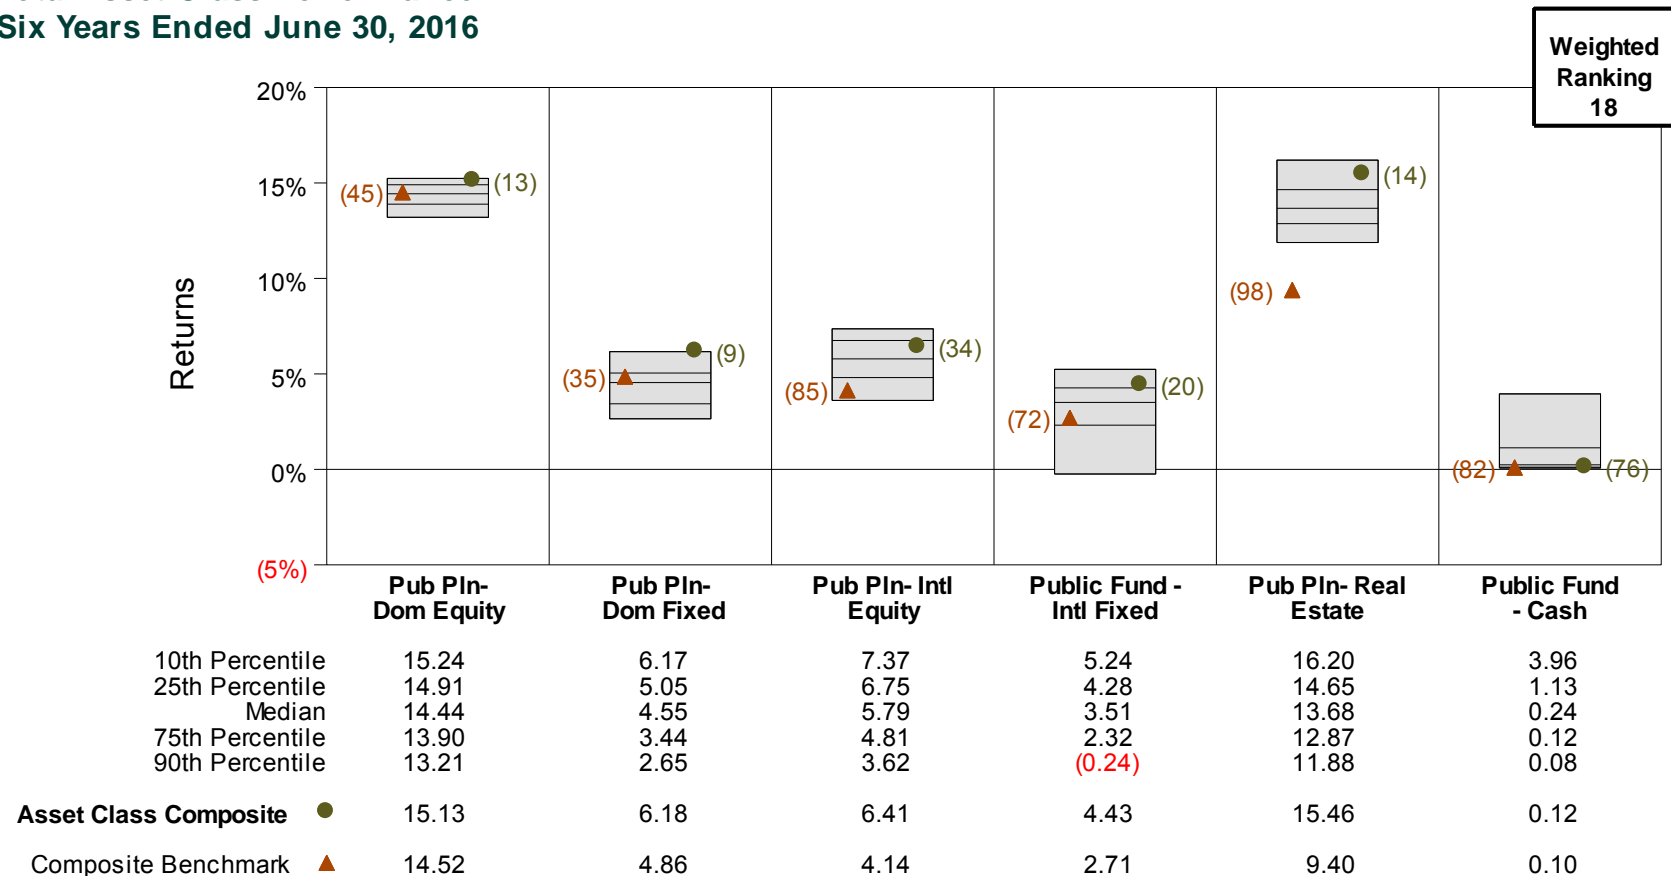 Six Years Ended June 30, 2016
Weighted
Ranking
18
20%
15%
10%
5%
0%
(5%)
Returns
(45)
(13)
(35)
(9)
(85)
(34)
(72)
(20)
(98)
(14)
(82)
(76)
Pub Pln-
Dom Equity
Pub Pln-
Dom Fixed
Pub Pln- Intl
Equity
Public Fund -
Intl Fixed
Pub Pln- Real
Estate
Public Fund
- Cash
10th Percentile 15.24 6.17 7.37 5.24 16.20 3.96
25th Percentile 14.91 5.05 6.75 4.28 14.65 1.13
Median 14.44 4.55 5.79 3.51 13.68 0.24
75th Percentile 13.90 3.44 4.81 2.32 12.87 0.12
90th Percentile 13.21 2.65 3.62 (0.24) 11.88 0.08
Asset Class Composite 15.13 6.18 6.41 4.43 15.46 0.12
Composite Benchmark 14.52 4.86 4.14 2.71 9.40 0.10